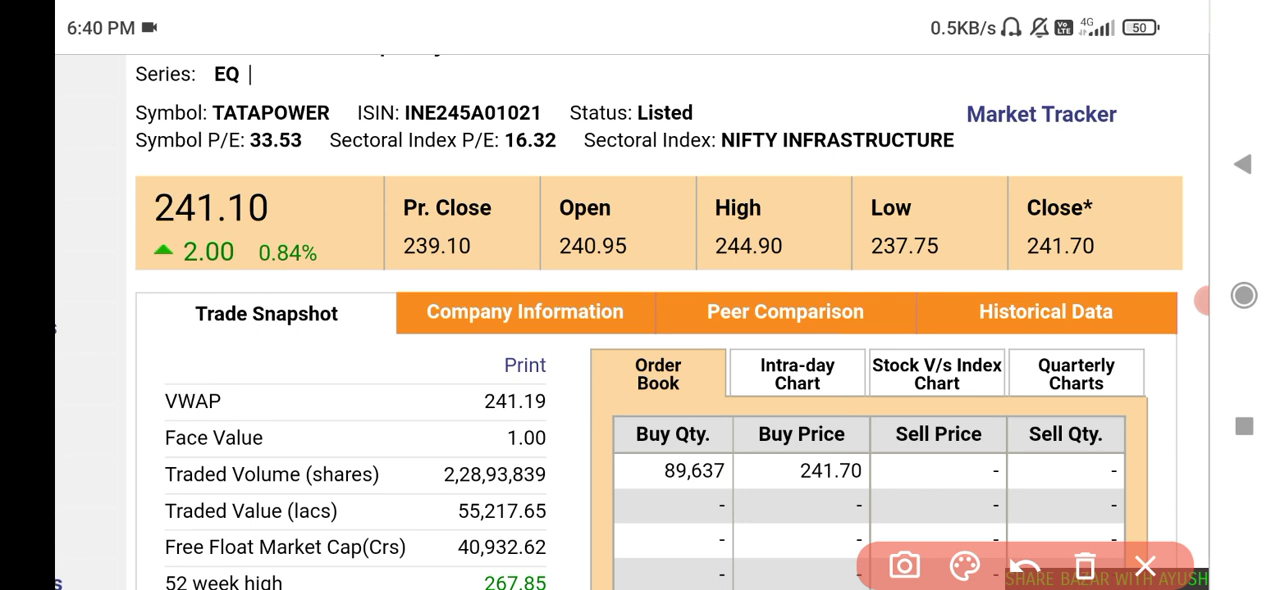 6:40 PM
0.5KB/s
Vo LTE
4G
50
Series: EQ |
Symbol: TATAPOWER ISIN: INE245A01021 Status: Listed
Market Tracker
Symbol P/E: 33.53 Sectoral Index P/E: 16.32 Sectoral Index: NIFTY INFRASTRUCTURE
241.10 Pr. Close Open High Low Close*
2.00 0.84% 239.10 240.95 244.90 237.75 241.70
Trade Snapshot Company Information Peer Comparison Historical Data
Print
VWAP 241.19
Face Value 1.00
Traded Volume (shares) 2,28,93,839
Traded Value (lacs) 55,217.65
Free Float Market Cap(Crs) 40,932.62
52 week high 267.85
Order Book
Intra-day Chart
Stock V/s Index Chart
Quarterly Charts
Buy Qty. Buy Price Sell Price Sell Qty.
89,637 241.70 - -
- - - -
- - - -
- - -
SHARE BAZAR WITH AYUSH